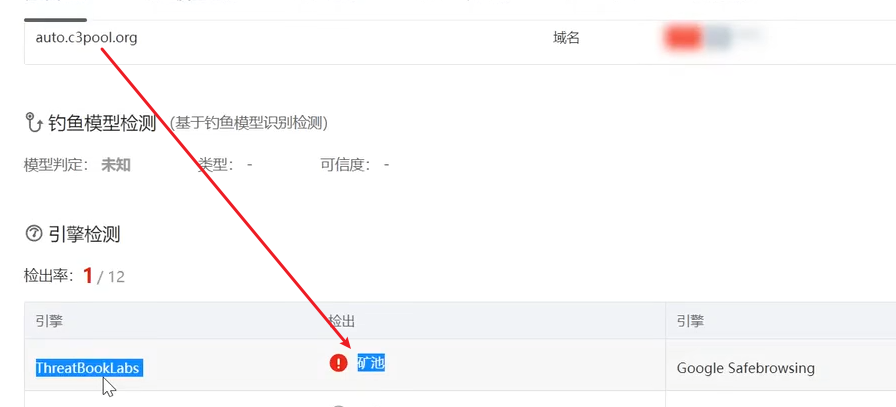 auto.c3pool.org 域名
钓鱼模型检测 (基于钓鱼模型识别检测)
模型判定： 未知 类型： - 可信度： -
引擎检测
检出率：1 / 12
引擎 检出 引擎
ThreatBookLabs 矿池 Google Safebrowsing